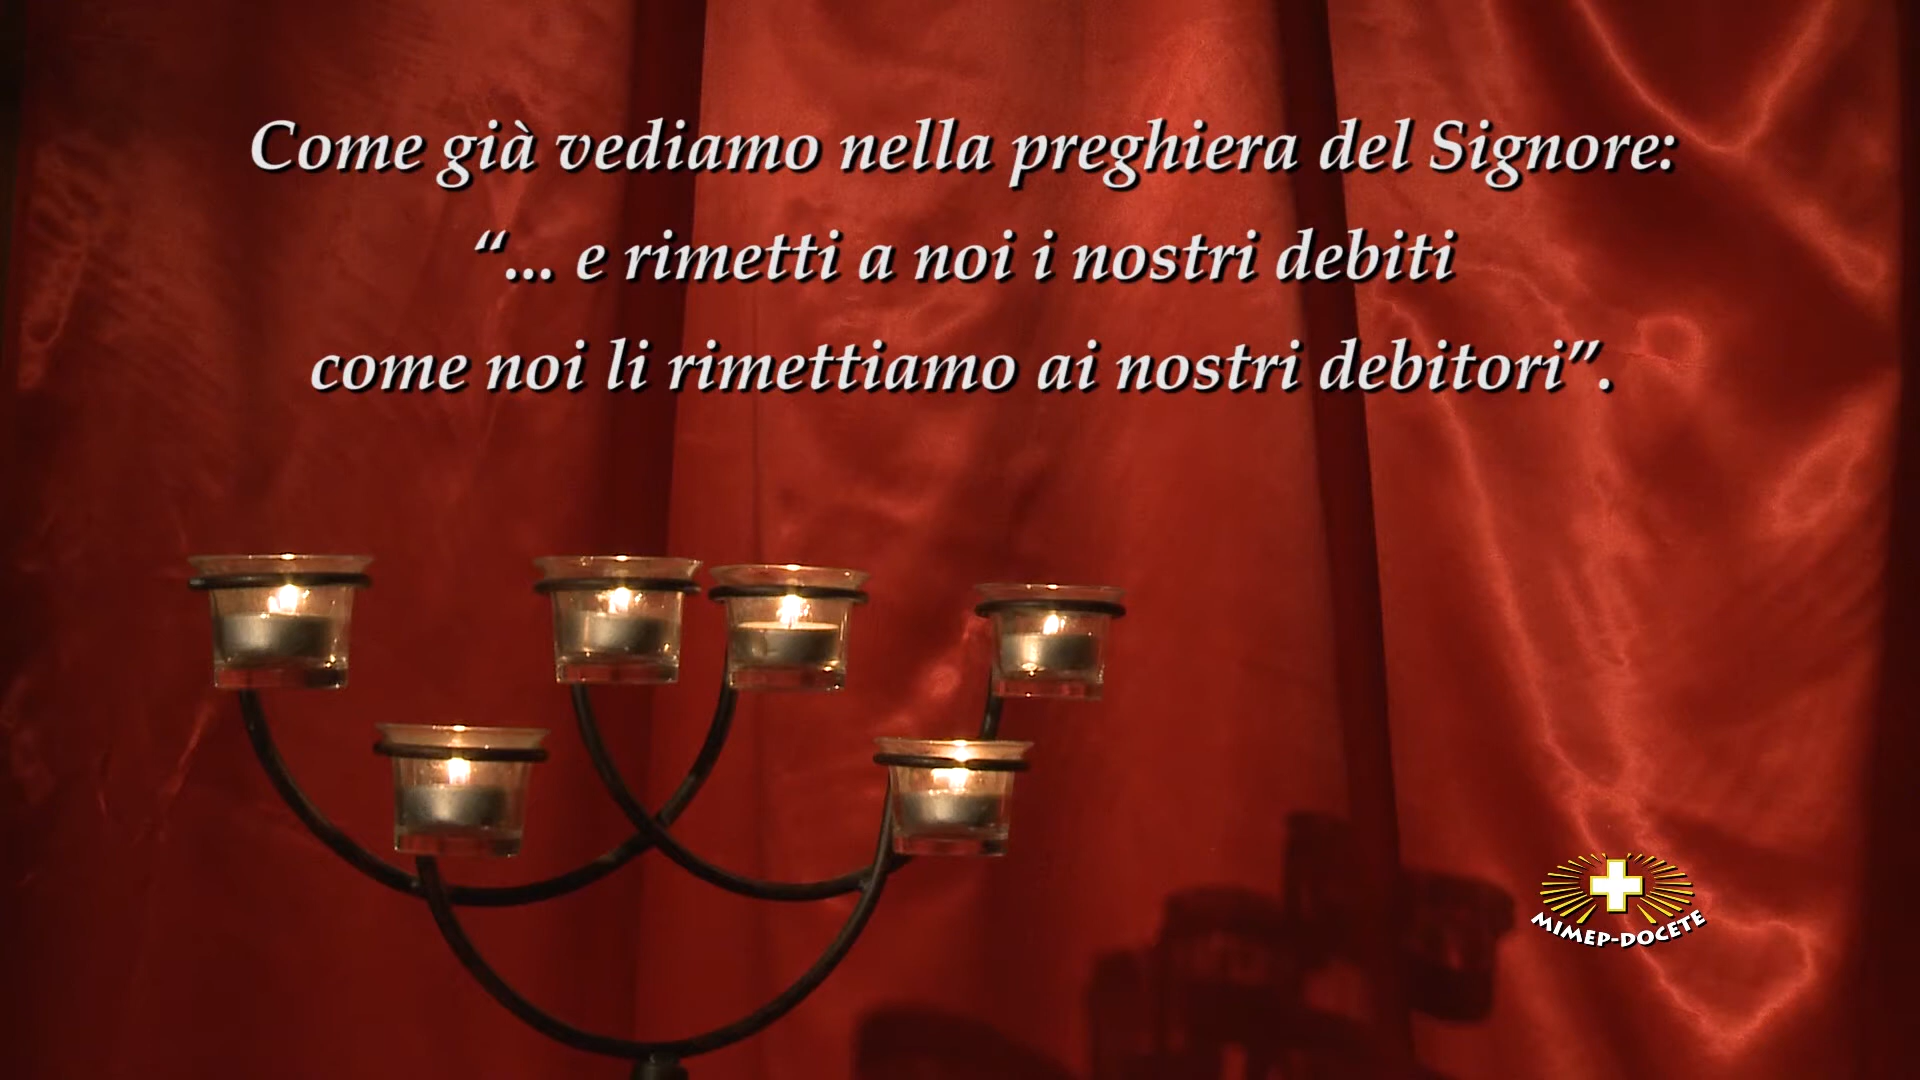 Come già vediamo nella preghiera del Signore:
“... e rimetti a noi i nostri debiti
come noi li rimettiamo ai nostri debitori”.
MIMEP-DOCETE